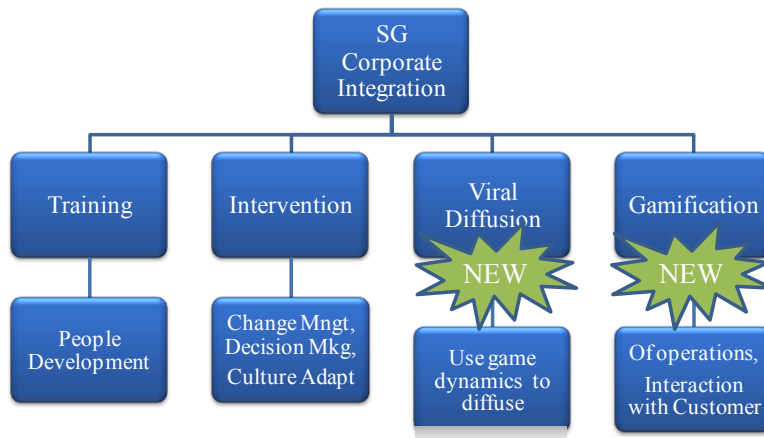 SG
Corporate
Integration
Training
Intervention
Viral
Diffusion
Gamification
NEW
NEW
People
Development
Change Mngt,
Decision Mkg,
Culture Adapt
Use game
dynamics to
diffuse
Of operations,
Interaction
with Customer